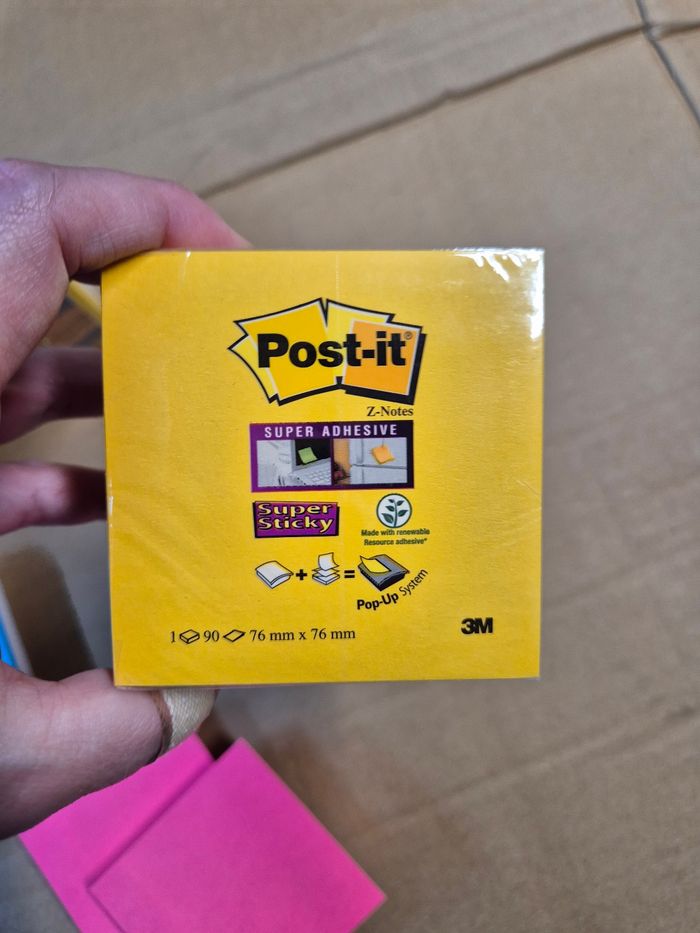 Post-it®
Z-Notes
SUPER ADHESIVE
Super
Sticky
Made with renewable
Resource adhesive*
+ =
Pop-Up System
1 90 76 mm x 76 mm
3M